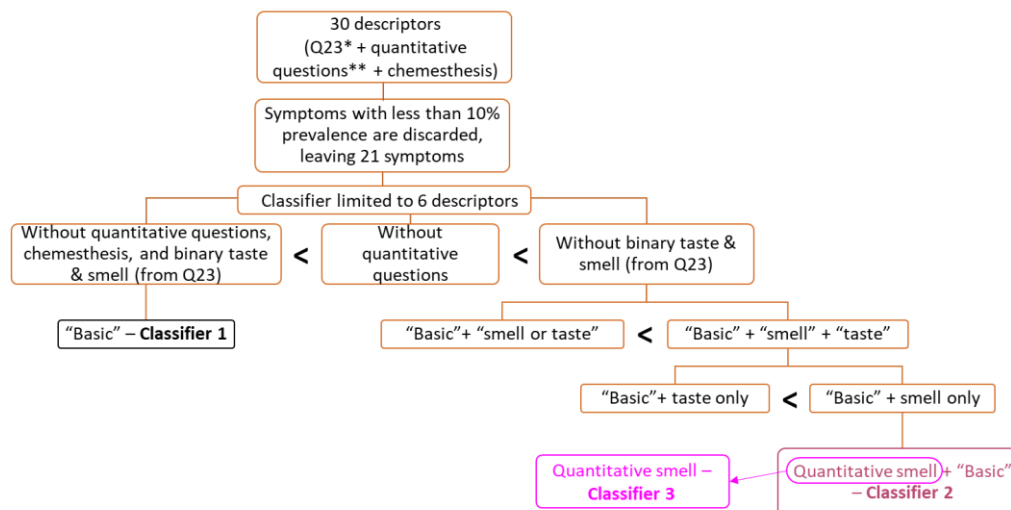 30 descriptors
(Q23* + quantitative
questions** + chemesthesis)
Symptoms with less than 10%
prevalence are discarded,
leaving 21 symptoms
Classifier limited to 6 descriptors
Without quantitative questions,
chemesthesis, and binary taste
& smell (from Q23)
<
Without
quantitative
questions
<
Without binary taste &
smell (from Q23)
“Basic” – Classifier 1
“Basic”+ “smell or taste”
<
“Basic” + “smell” + “taste”
“Basic”+ taste only
<
“Basic” + smell only
Quantitative smell –
Classifier 3
Quantitative smell + “Basic”
– Classifier 2